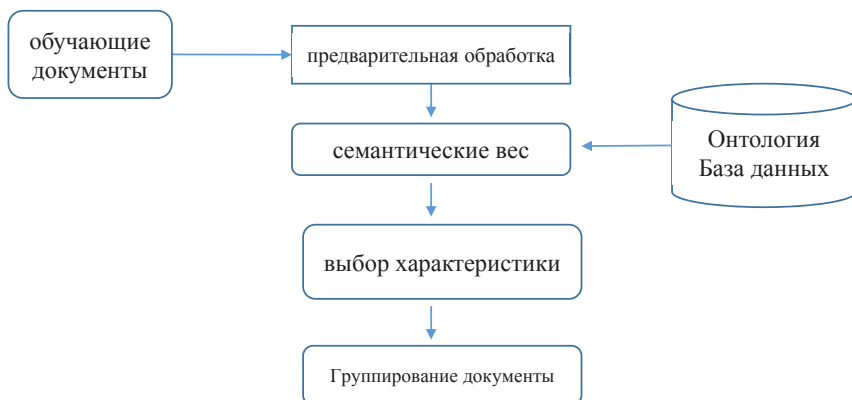 обучающие
документы
предварительная обработка
семантические вес
Онтология
База данных
выбор характеристики
Группирование документы